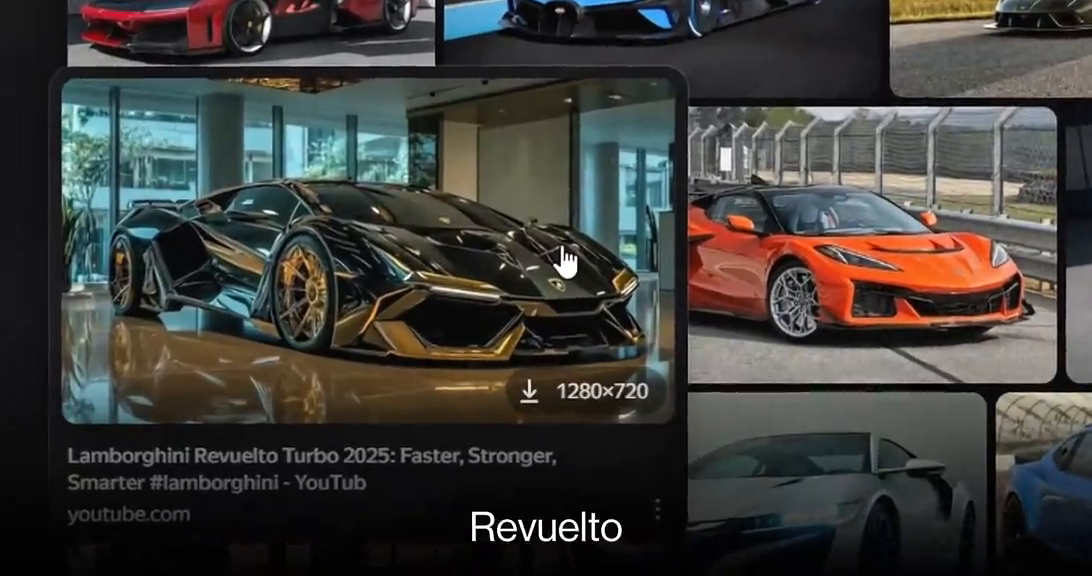 1280×720
Lamborghini Revuelto Turbo 2025: Faster, Stronger,
Smarter #lamborghini - YouTub
youtube.com
Revuelto